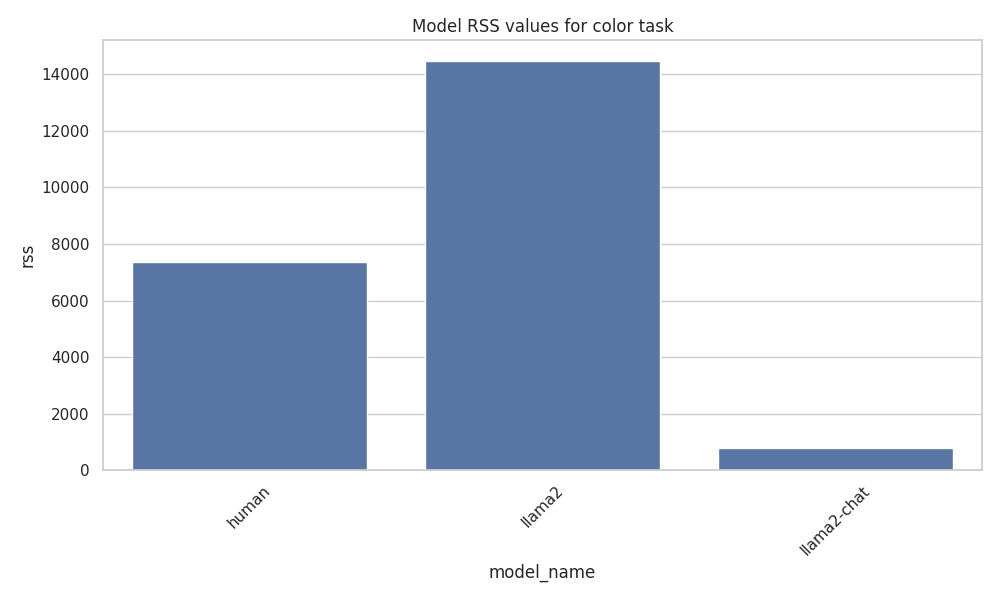 Model RSS values for color task
rss
14000
12000
10000
8000
6000
4000
2000
0
human
llama2
llama2-chat
model_name